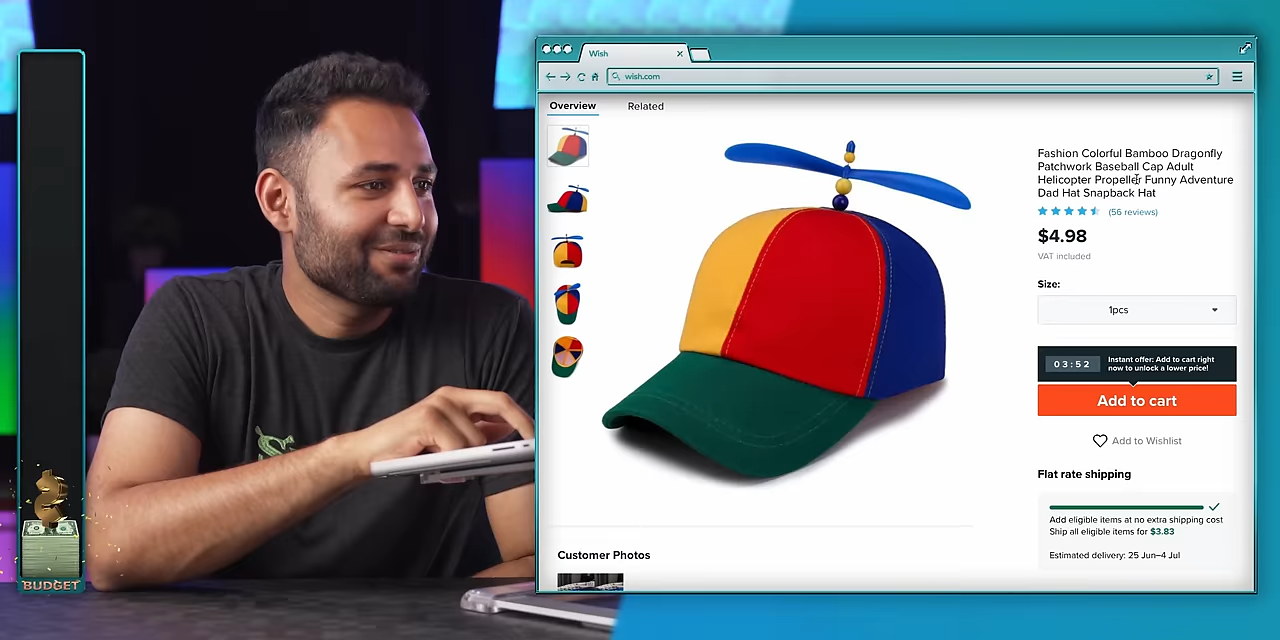 Wish
wish.com
Overview
Related
Fashion Colorful Bamboo Dragonfly
Patchwork Baseball Cap Adult
Helicopter Propeller Funny Adventure
Dad Hat Snapback Hat
(56 reviews)
$4.98
VAT included
Size:
1pcs
03:52
Instant offer: Add to cart right
now to unlock a lower price!
Add to cart
Add to Wishlist
Flat rate shipping
Add eligible items at no extra shipping cost
Ship all eligible items for $3.83
Estimated delivery: 25 Jun–4 Jul
Customer Photos
BUDGET